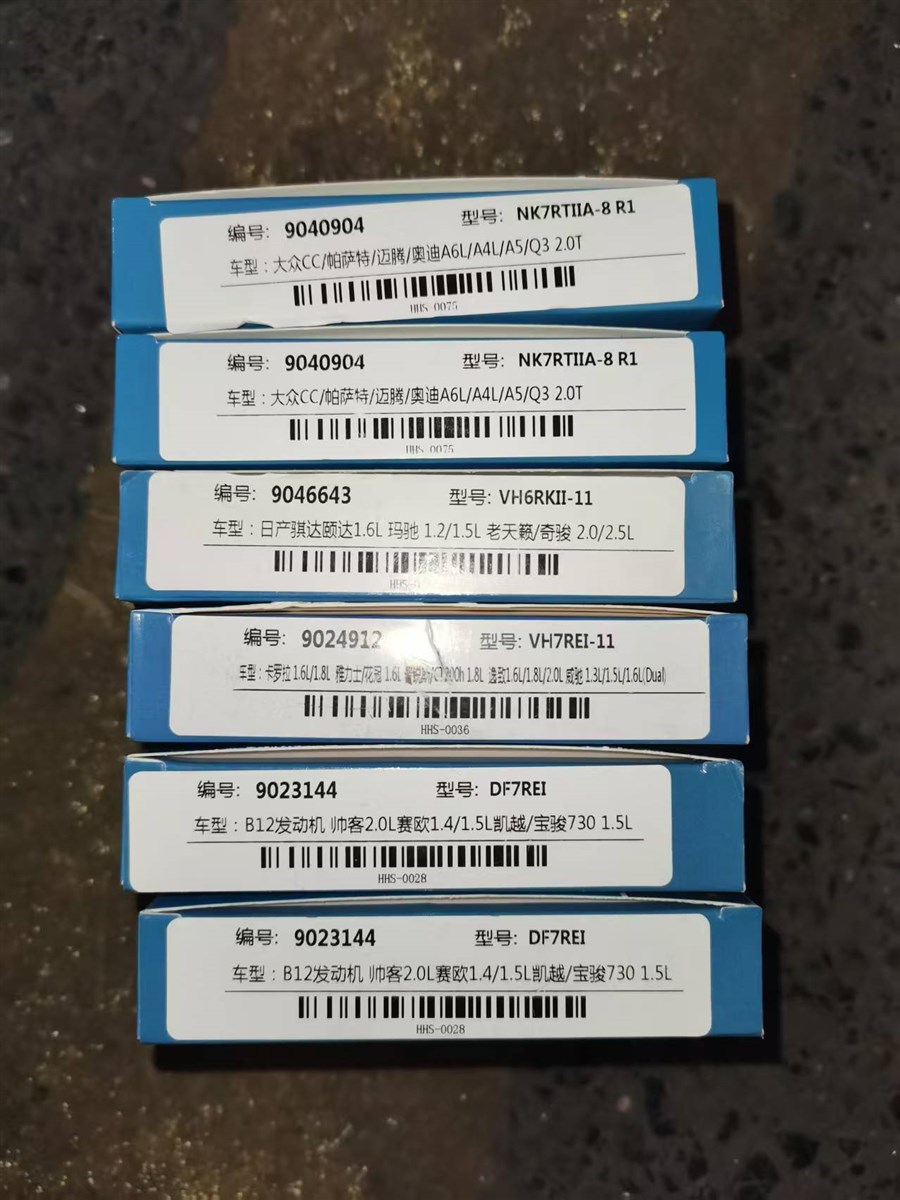 编号: 9040904 型号: NK7RTIIA-8 R1
车型：大众CC/帕萨特/迈腾/奥迪A6L/A4L/A5/Q3 2.0T
HHS-0075
编号: 9040904 型号: NK7RTIIA-8 R1
车型：大众CC/帕萨特/迈腾/奥迪A6L/A4L/A5/Q3 2.0T
HHS-0075
编号: 9046643 型号: VH6RKII-11
车型：日产骐达颐达1.6L 玛驰 1.2/1.5L 老天籁/奇骏 2.0/2.5L
编号: 9024912 型号: VH7REI-11
车型：卡罗拉 1.6L/1.8L 雅力士/花冠 1.6L 1.8L 逸致1.6L/1.8L/2.0L 威驰 1.3L/1.5L/1.6L(Dual)
HHS-0036
编号: 9023144 型号: DF7REI
车型：B12发动机 帅客2.0L赛欧1.4/1.5L凯越/宝骏730 1.5L
HHS-0028
编号: 9023144 型号: DF7REI
车型：B12发动机 帅客2.0L赛欧1.4/1.5L凯越/宝骏730 1.5L
HHS-0028